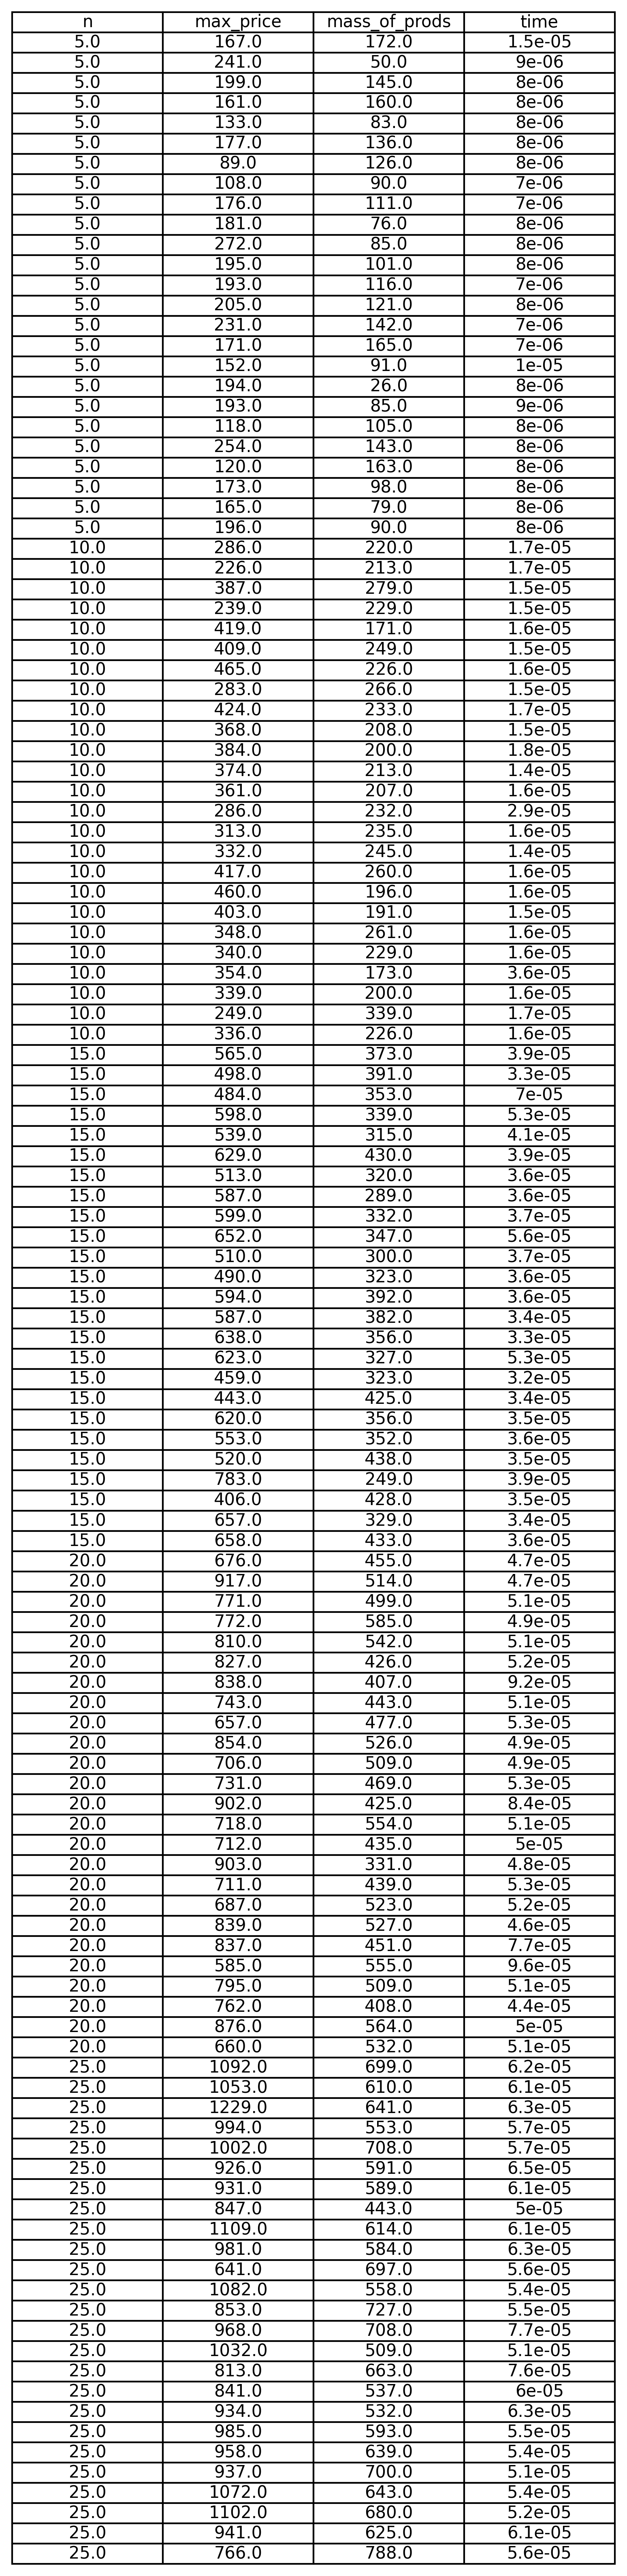 n max_price mass_of_prods time
5.0 167.0 172.0 1.5e-05
5.0 241.0 50.0 9e-06
5.0 199.0 145.0 8e-06
5.0 161.0 160.0 8e-06
5.0 133.0 83.0 8e-06
5.0 177.0 136.0 8e-06
5.0 89.0 126.0 8e-06
5.0 108.0 90.0 7e-06
5.0 176.0 111.0 7e-06
5.0 181.0 76.0 8e-06
5.0 272.0 85.0 8e-06
5.0 195.0 101.0 8e-06
5.0 193.0 116.0 7e-06
5.0 205.0 121.0 8e-06
5.0 231.0 142.0 7e-06
5.0 171.0 165.0 7e-06
5.0 152.0 91.0 1e-05
5.0 194.0 26.0 8e-06
5.0 193.0 85.0 9e-06
5.0 118.0 105.0 8e-06
5.0 254.0 143.0 8e-06
5.0 120.0 163.0 8e-06
5.0 173.0 98.0 8e-06
5.0 165.0 79.0 8e-06
5.0 196.0 90.0 8e-06
10.0 286.0 220.0 1.7e-05
10.0 226.0 213.0 1.7e-05
10.0 387.0 279.0 1.5e-05
10.0 239.0 229.0 1.5e-05
10.0 419.0 171.0 1.6e-05
10.0 409.0 249.0 1.5e-05
10.0 465.0 226.0 1.6e-05
10.0 283.0 266.0 1.5e-05
10.0 424.0 233.0 1.7e-05
10.0 368.0 208.0 1.5e-05
10.0 384.0 200.0 1.8e-05
10.0 374.0 213.0 1.4e-05
10.0 361.0 207.0 1.6e-05
10.0 286.0 232.0 2.9e-05
10.0 313.0 235.0 1.6e-05
10.0 332.0 245.0 1.4e-05
10.0 417.0 260.0 1.6e-05
10.0 460.0 196.0 1.6e-05
10.0 403.0 191.0 1.5e-05
10.0 348.0 261.0 1.6e-05
10.0 340.0 229.0 1.6e-05
10.0 354.0 173.0 3.6e-05
10.0 339.0 200.0 1.6e-05
10.0 249.0 339.0 1.7e-05
10.0 336.0 226.0 1.6e-05
15.0 565.0 373.0 3.9e-05
15.0 498.0 391.0 3.3e-05
15.0 484.0 353.0 7e-05
15.0 598.0 339.0 5.3e-05
15.0 539.0 315.0 4.1e-05
15.0 629.0 430.0 3.9e-05
15.0 513.0 320.0 3.6e-05
15.0 587.0 289.0 3.6e-05
15.0 599.0 332.0 3.7e-05
15.0 652.0 347.0 5.6e-05
15.0 510.0 300.0 3.7e-05
15.0 490.0 323.0 3.6e-05
15.0 594.0 392.0 3.6e-05
15.0 587.0 382.0 3.4e-05
15.0 638.0 356.0 3.3e-05
15.0 623.0 327.0 5.3e-05
15.0 459.0 323.0 3.2e-05
15.0 443.0 425.0 3.4e-05
15.0 620.0 356.0 3.5e-05
15.0 553.0 352.0 3.6e-05
15.0 520.0 438.0 3.5e-05
15.0 783.0 249.0 3.9e-05
15.0 406.0 428.0 3.5e-05
15.0 657.0 329.0 3.4e-05
15.0 658.0 433.0 3.6e-05
20.0 676.0 455.0 4.7e-05
20.0 917.0 514.0 4.7e-05
20.0 771.0 499.0 5.1e-05
20.0 772.0 585.0 4.9e-05
20.0 810.0 542.0 5.1e-05
20.0 827.0 426.0 5.2e-05
20.0 838.0 407.0 9.2e-05
20.0 743.0 443.0 5.1e-05
20.0 657.0 477.0 5.3e-05
20.0 854.0 526.0 4.9e-05
20.0 706.0 509.0 4.9e-05
20.0 731.0 469.0 5.3e-05
20.0 902.0 425.0 8.4e-05
20.0 718.0 554.0 5.1e-05
20.0 712.0 435.0 5e-05
20.0 903.0 331.0 4.8e-05
20.0 711.0 439.0 5.3e-05
20.0 687.0 523.0 5.2e-05
20.0 839.0 527.0 4.6e-05
20.0 837.0 451.0 7.7e-05
20.0 585.0 555.0 9.6e-05
20.0 795.0 509.0 5.1e-05
20.0 762.0 408.0 4.4e-05
20.0 876.0 564.0 5e-05
20.0 660.0 532.0 5.1e-05
25.0 1092.0 699.0 6.2e-05
25.0 1053.0 610.0 6.1e-05
25.0 1229.0 641.0 6.3e-05
25.0 994.0 553.0 5.7e-05
25.0 1002.0 708.0 5.7e-05
25.0 926.0 591.0 6.5e-05
25.0 931.0 589.0 6.1e-05
25.0 847.0 443.0 5e-05
25.0 1109.0 614.0 6.1e-05
25.0 981.0 584.0 6.3e-05
25.0 641.0 697.0 5.6e-05
25.0 1082.0 558.0 5.4e-05
25.0 853.0 727.0 5.5e-05
25.0 968.0 708.0 7.7e-05
25.0 1032.0 509.0 5.1e-05
25.0 813.0 663.0 7.6e-05
25.0 841.0 537.0 6e-05
25.0 934.0 532.0 6.3e-05
25.0 985.0 593.0 5.5e-05
25.0 958.0 639.0 5.4e-05
25.0 937.0 700.0 5.1e-05
25.0 1072.0 643.0 5.4e-05
25.0 1102.0 680.0 5.2e-05
25.0 941.0 625.0 6.1e-05
25.0 766.0 788.0 5.6e-05